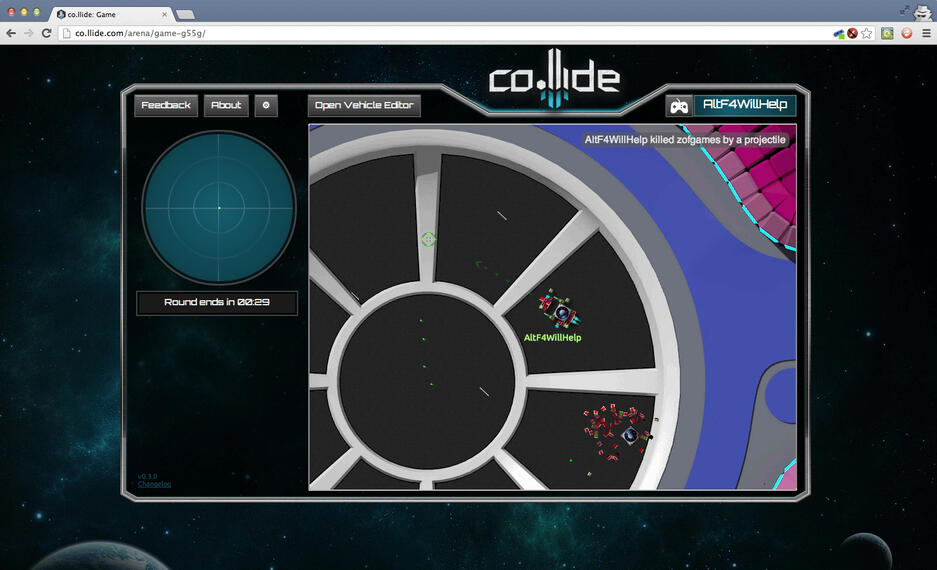 co.llide: Game
co.llide.com/arena/game-g55g/
co.llide
Feedback
About
Open Vehicle Editor
AltF4WillHelp
AltF4WillHelp killed zofgames by a projectile
Round ends in 00:29
AltF4WillHelp
v0.3.0
Changelog